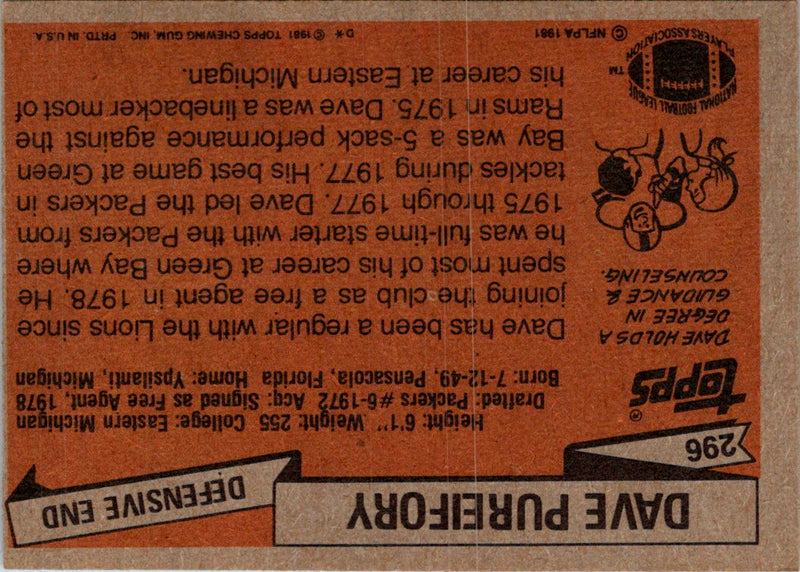 296
DAVE PUREIFORY
DEFENSIVE END
topps®
Height: 6'1" Weight: 255 College: Eastern Michigan
Drafted: Packers #6-1972 Acq: Signed as Free Agent, 1978
Born: 7-12-49, Pensacola, Florida Home: Ypsilanti, Michigan
DAVE HOLDS A
DEGREE IN
GUIDANCE &
COUNSELING.
Dave has been a regular with the Lions since
joining the club as a free agent in 1978. He
spent most of his career at Green Bay where
he was full-time starter with the Packers from
1975 through 1977. Dave led the Packers in
tackles during 1977. His best game at Green
Bay was a 5-sack performance against the
Rams in 1975. Dave was a linebacker most of
his career at Eastern Michigan.
NATIONAL FOOTBALL LEAGUE
PLAYERS ASSOCIATION
™
© NFLPA 1981
D* © 1981 TOPPS CHEWING GUM, INC. PRTD. IN U.S.A.